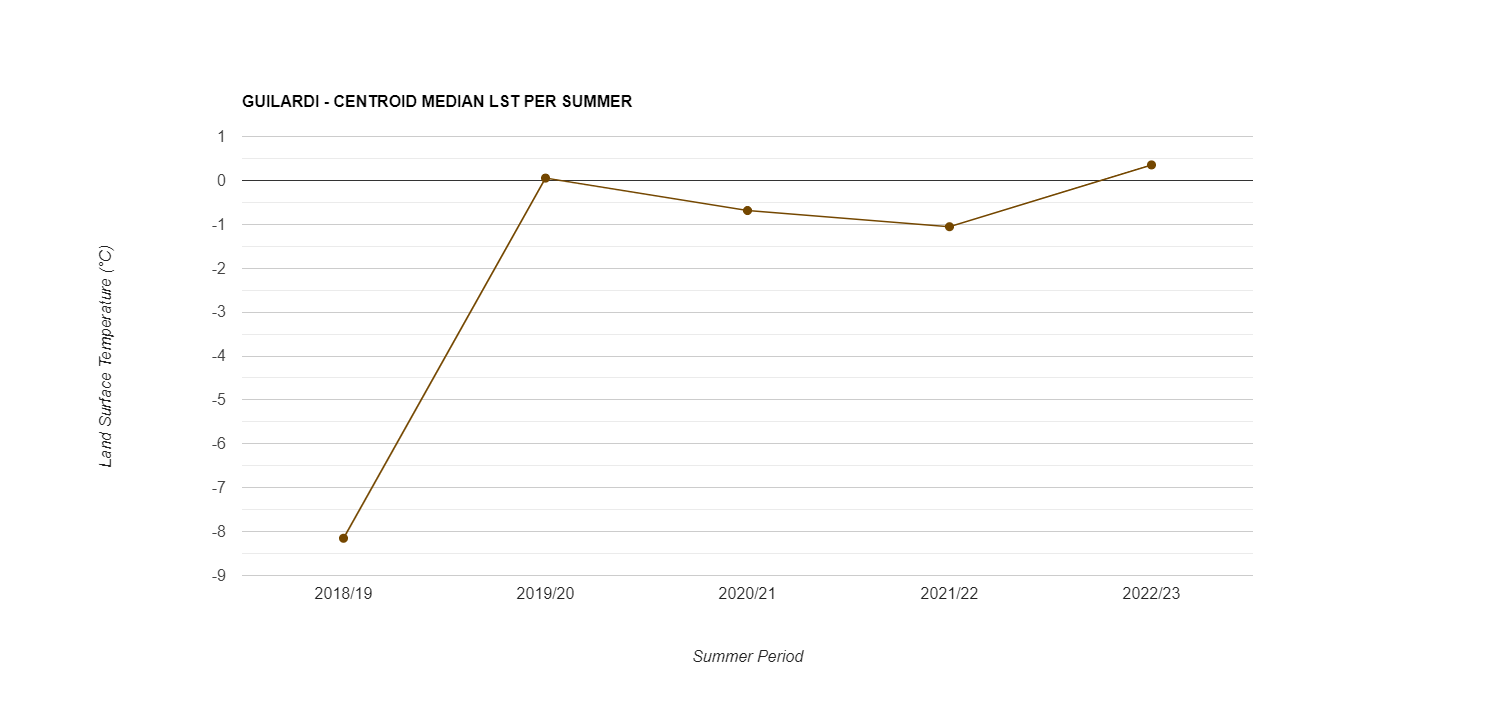 GUILARDI - CENTROID MEDIAN LST PER SUMMER
1
0
-1
-2
-3
-4
-5
-6
-7
-8
-9
Land Surface Temperature (°C)
2018/19 2019/20 2020/21 2021/22 2022/23
Summer Period